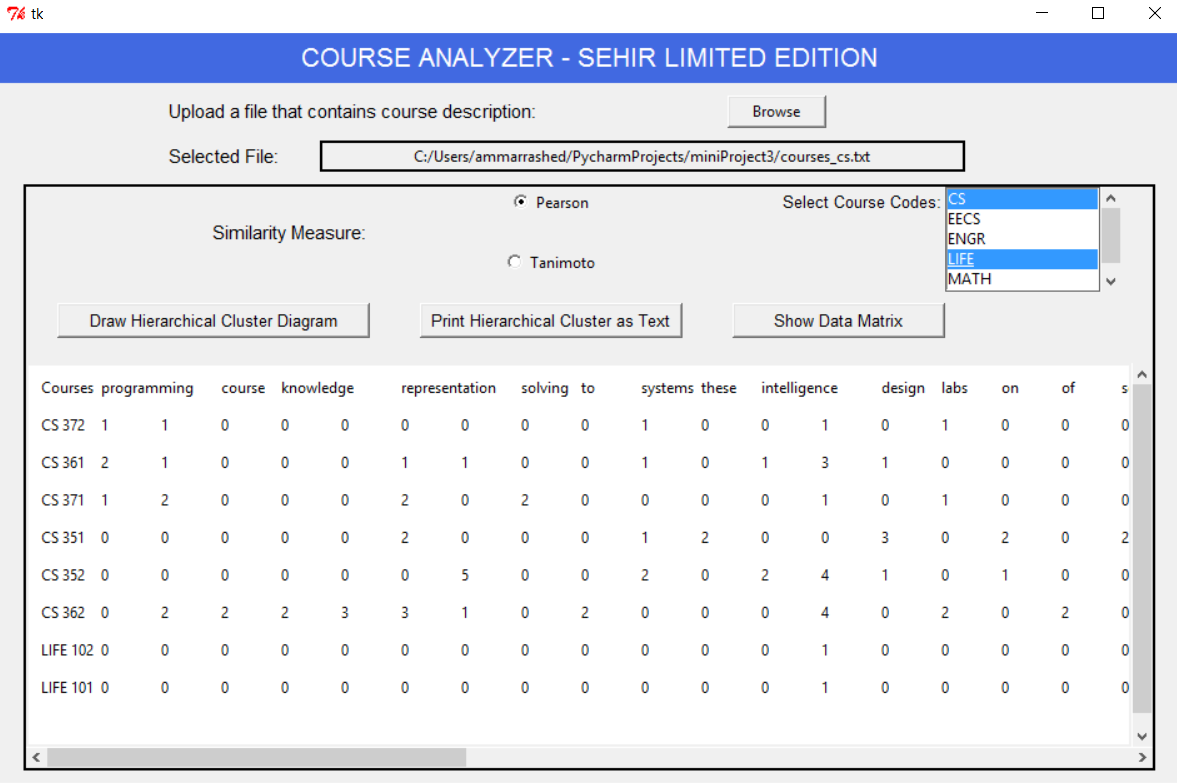 tk
COURSE ANALYZER - SEHIR LIMITED EDITION
Upload a file that contains course description: Browse
Selected File: C:/Users/ammarrashed/PycharmProjects/miniProject3/courses_cs.txt
Similarity Measure:
Pearson
Tanimoto
Select Course Codes:
CS
EECS
ENGR
LIFE
MATH
Draw Hierarchical Cluster Diagram Print Hierarchical Cluster as Text Show Data Matrix
Courses programming course knowledge representation solving to systems these intelligence design labs on of s
CS 372 1 1 0 0 0 0 0 0 0 1 0 0 1 0 1 0 0 0
CS 361 2 1 0 0 0 1 1 0 0 1 0 1 3 1 0 0 0 0
CS 371 1 2 0 0 0 2 0 2 0 0 0 0 1 0 1 0 0 0
CS 351 0 0 0 0 0 2 0 0 0 1 2 0 0 3 0 2 0 2
CS 352 0 0 0 0 0 0 5 0 0 2 0 2 4 1 0 1 0 0
CS 362 0 2 2 2 3 3 1 0 2 0 0 0 4 0 2 0 2 0
LIFE 102 0 0 0 0 0 0 0 0 0 0 0 0 1 0 0 0 0 0
LIFE 101 0 0 0 0 0 0 0 0 0 0 0 0 1 0 0 0 0 0